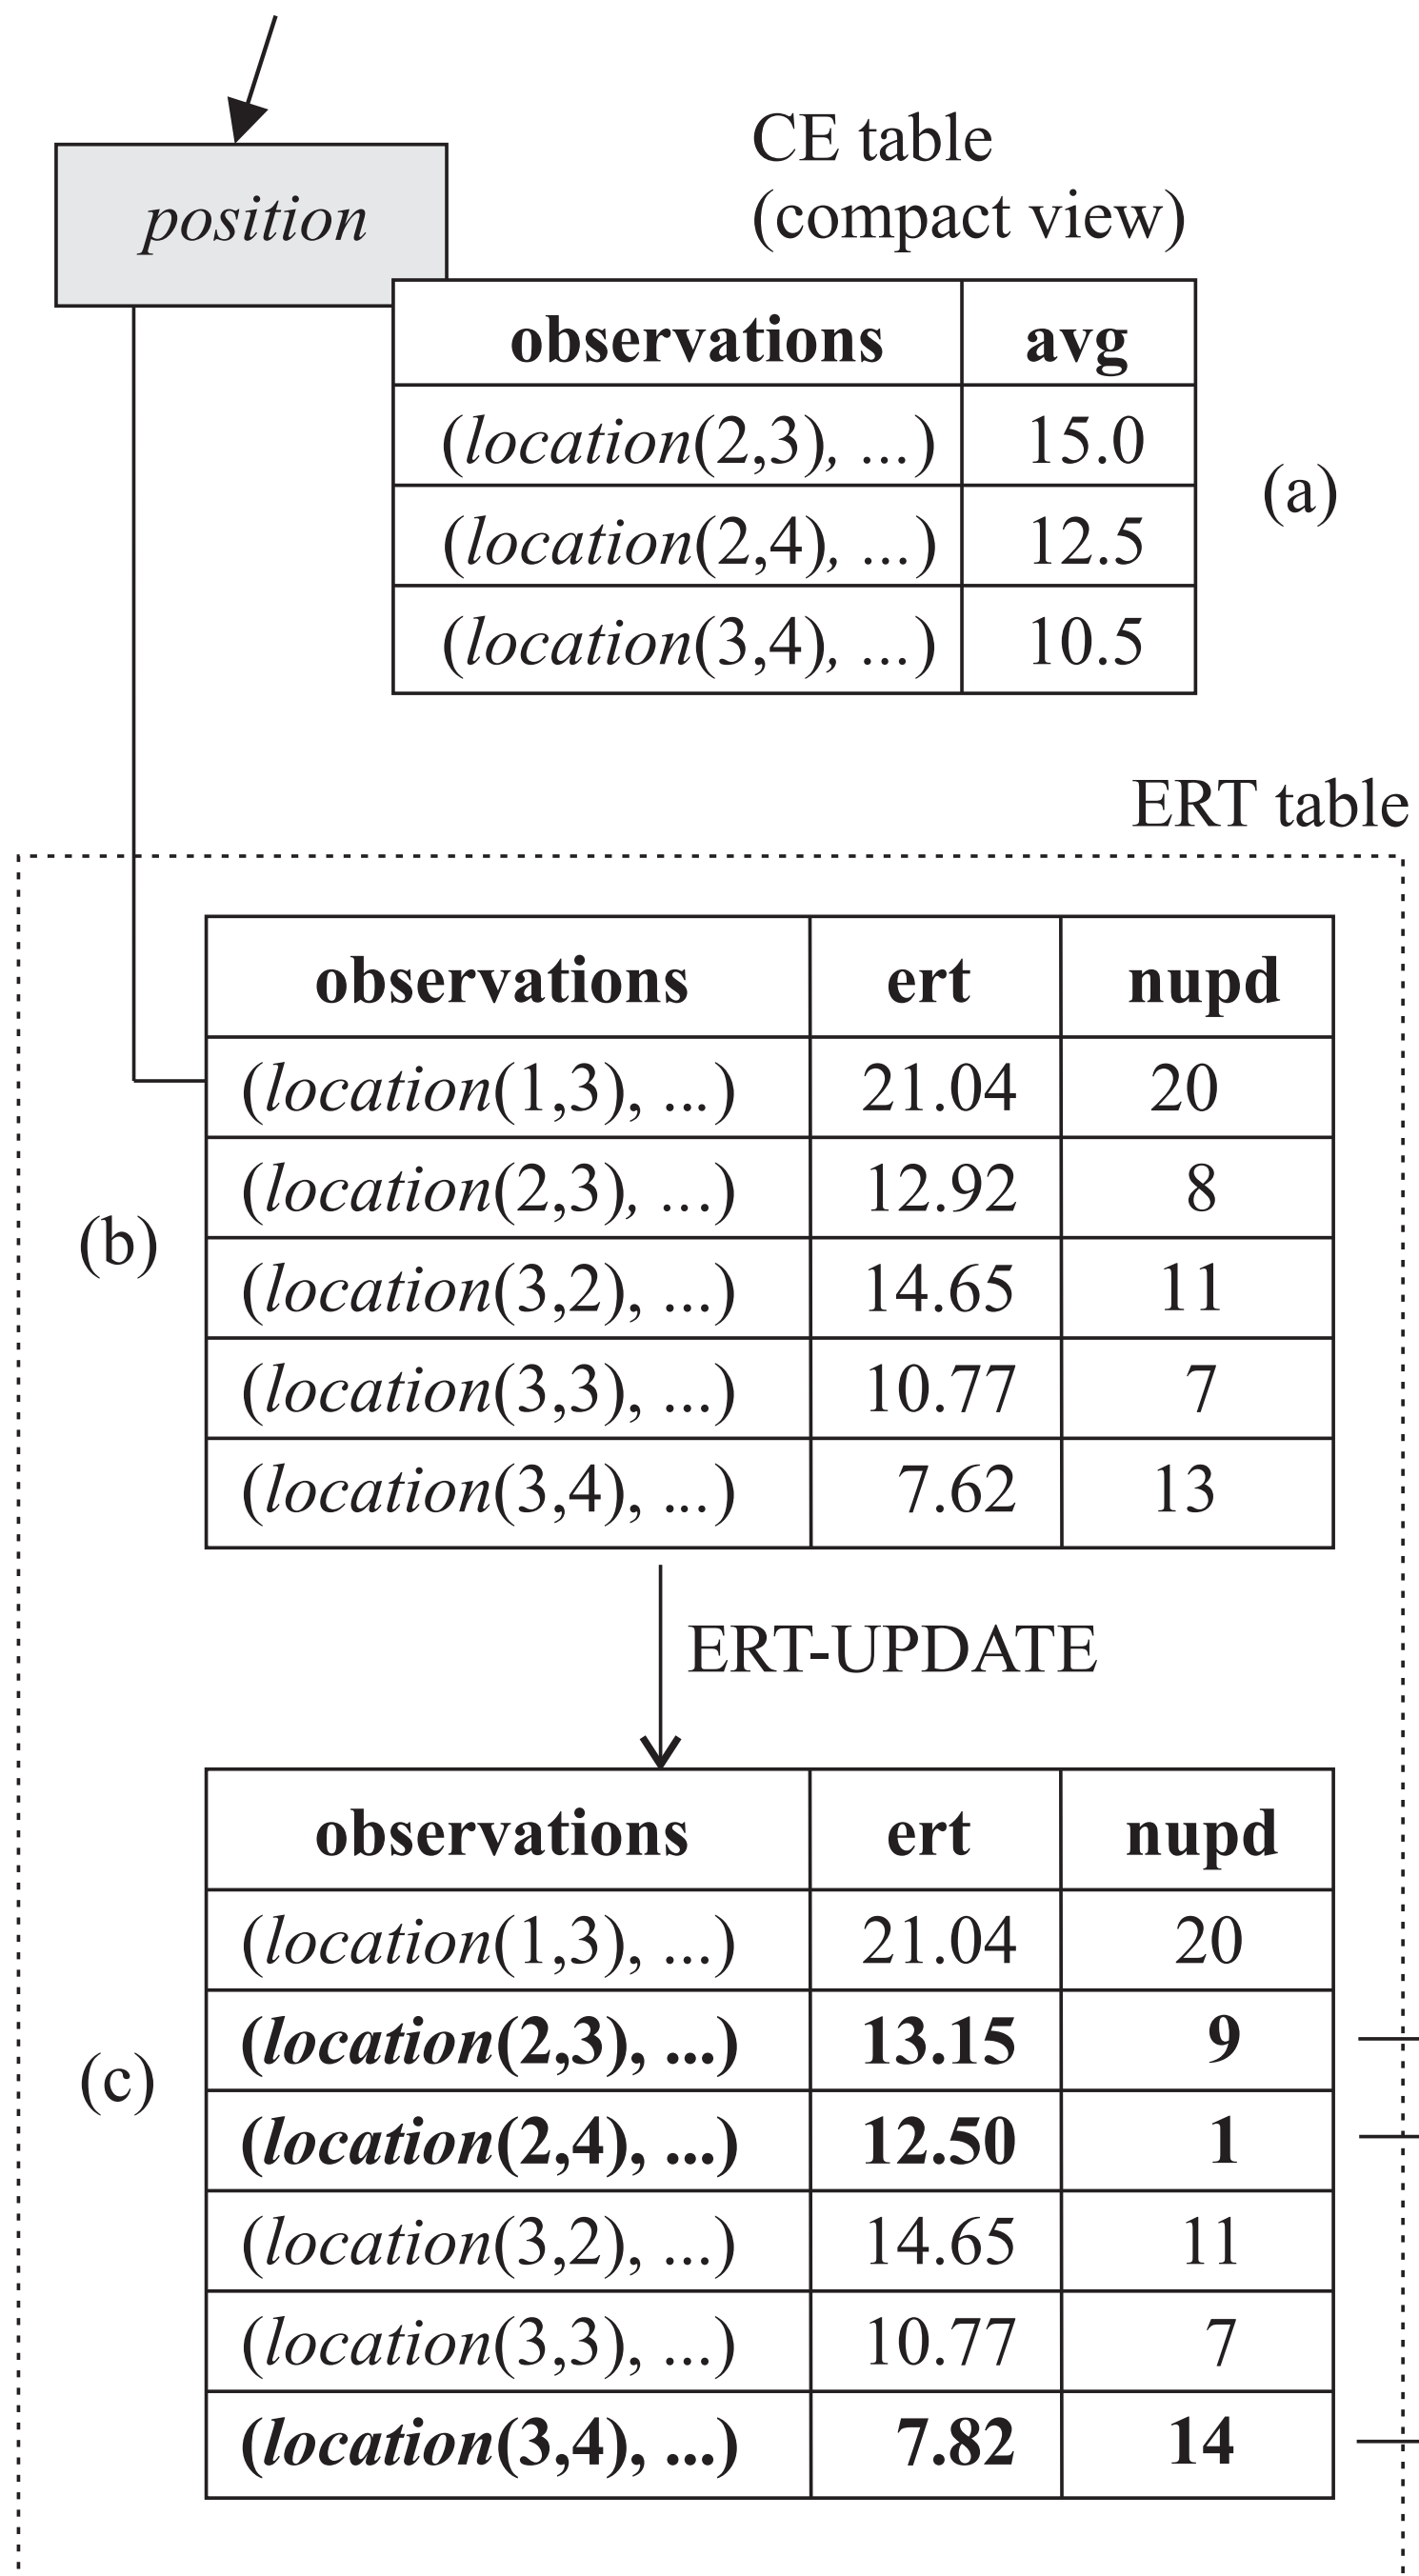 position
CE table
(compact view)
observations avg
(location(2,3), ...) 15.0
(location(2,4), ...) 12.5
(location(3,4), ...) 10.5
(a)
ERT table
observations ert nupd
(location(1,3), ...) 21.04 20
(location(2,3), ...) 12.92 8
(location(3,2), ...) 14.65 11
(location(3,3), ...) 10.77 7
(location(3,4), ...) 7.62 13
(b)
ERT-UPDATE
observations ert nupd
(location(1,3), ...) 21.04 20
(location(2,3), ...) 13.15 9
(location(2,4), ...) 12.50 1
(location(3,2), ...) 14.65 11
(location(3,3), ...) 10.77 7
(location(3,4), ...) 7.82 14
(c)